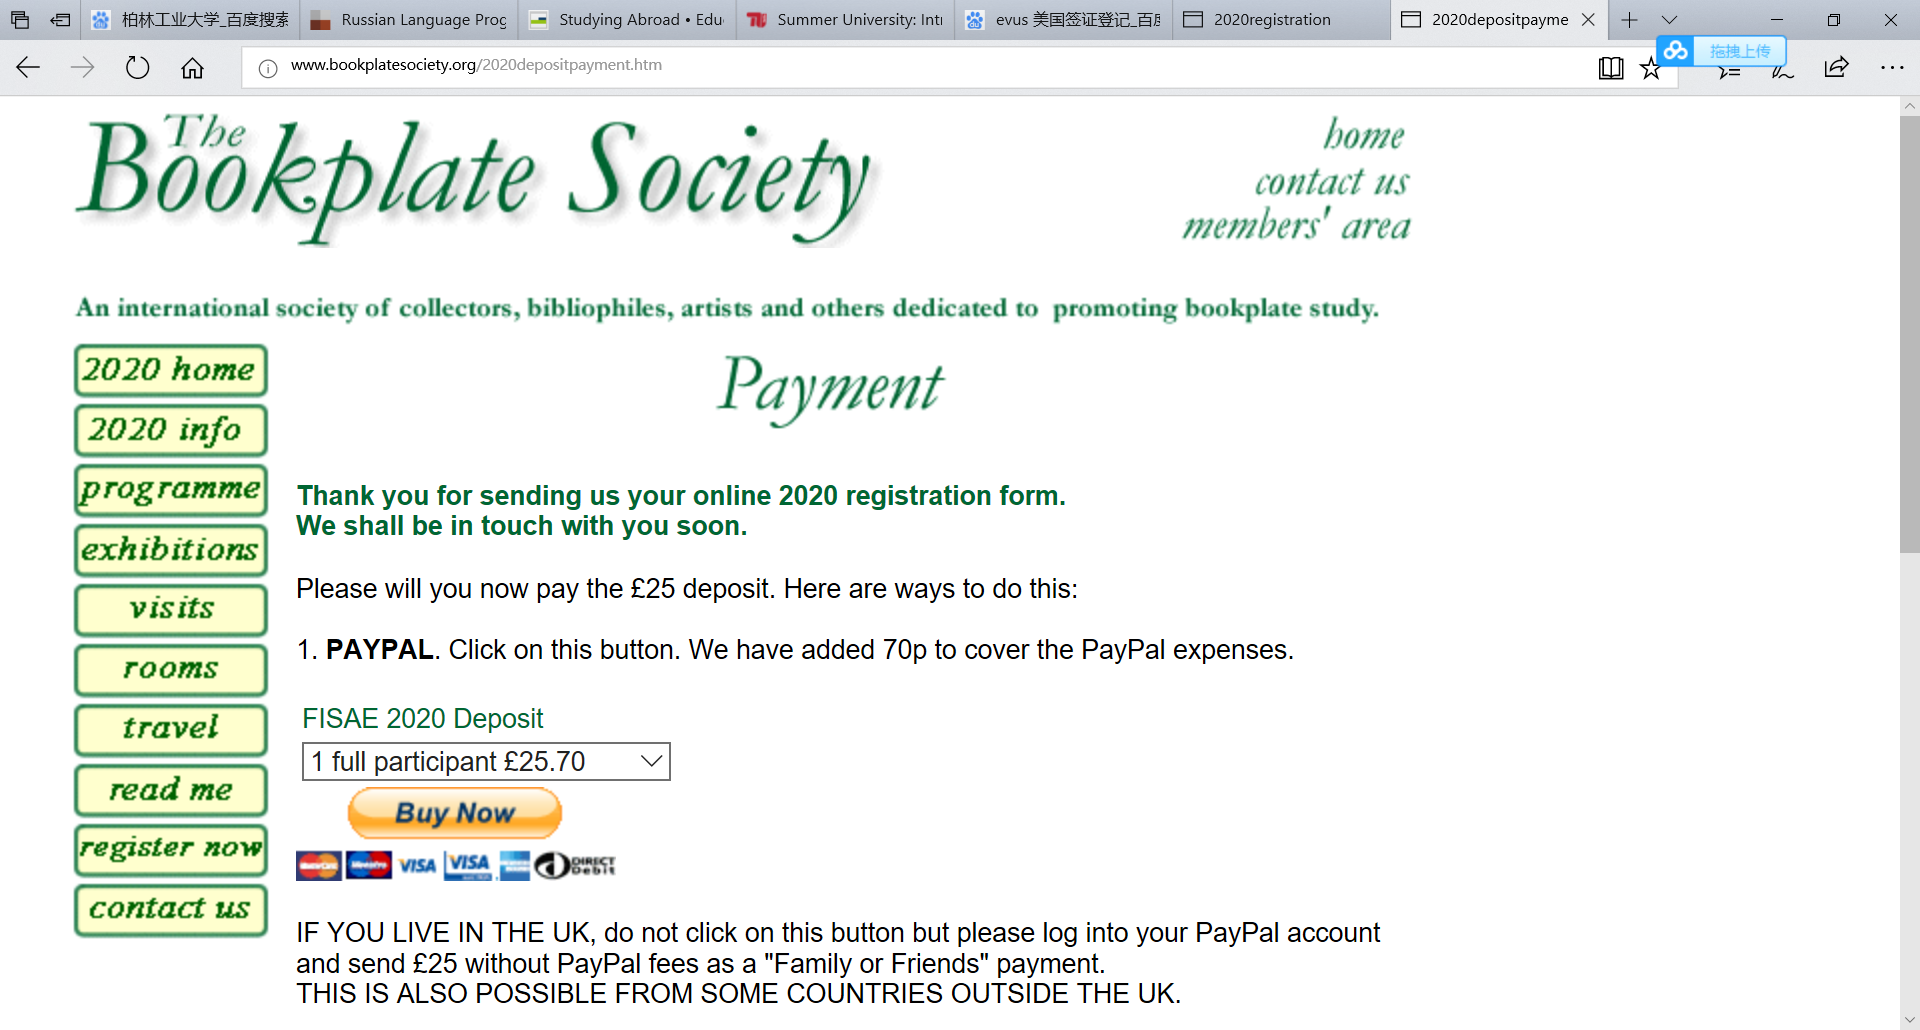 柏林工业大学_百度搜索
Russian Language Prog
Studying Abroad • Edu
Summer University: Intr
evus 美国签证登记_百度
2020registration
2020depositpayme
www.bookplatesociety.org/2020depositpayment.htm
拖拽上传
The
Bookplate Society
home
contact us
members' area
An international society of collectors, bibliophiles, artists and others dedicated to promoting bookplate study.
2020 home
2020 info
programme
exhibitions
visits
rooms
travel
read me
register now
contact us
Payment
Thank you for sending us your online 2020 registration form.
We shall be in touch with you soon.
Please will you now pay the £25 deposit. Here are ways to do this:
1. PAYPAL. Click on this button. We have added 70p to cover the PayPal expenses.
FISAE 2020 Deposit
1 full participant £25.70
Buy Now
MasterCard Maestro VISA VISA DIRECT
Debit
IF YOU LIVE IN THE UK, do not click on this button but please log into your PayPal account
and send £25 without PayPal fees as a "Family or Friends" payment.
THIS IS ALSO POSSIBLE FROM SOME COUNTRIES OUTSIDE THE UK.